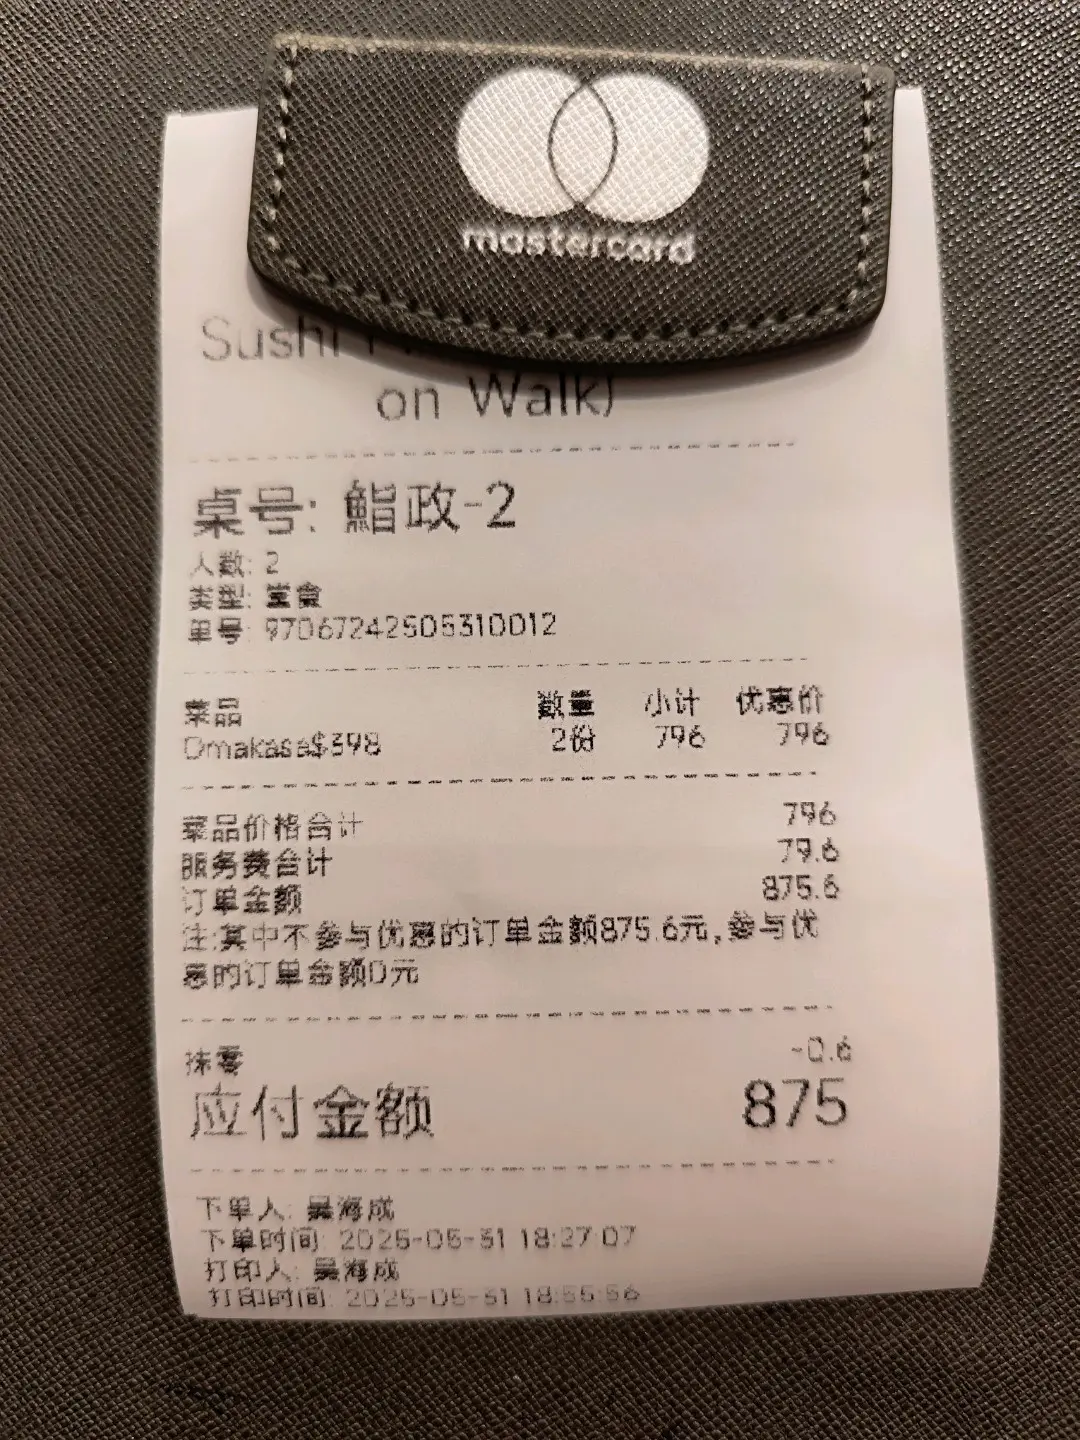 mastercard
Sushi
on Walk)
桌号: 鮨政-2
人数: 2
类型: 堂食
单号: 97067242505310012
菜品 数量 小计 优惠价
Omakase$398 2份 796 796
菜品价格合计 796
服务费合计 79.6
订单金额 875.6
注:其中不参与优惠的订单金额875.6元,参与优
惠的订单金额0元
抹零 -0.6
应付金额 875
下单人: 吴海成
下单时间: 2025-05-31 18:27:07
打印人: 吴海成
打印时间: 2025-05-31 18:55:56